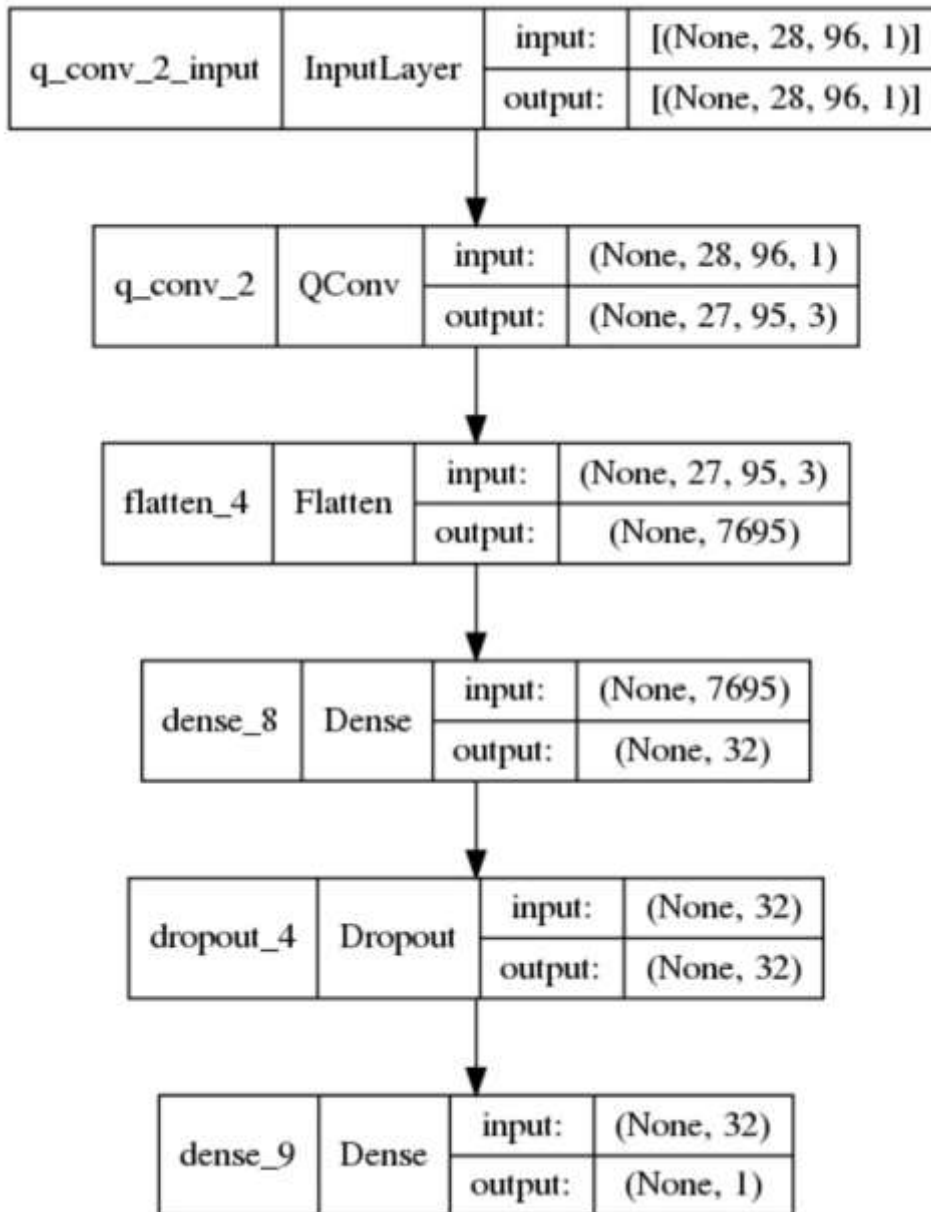 q_conv_2_input InputLayer input: [(None, 28, 96, 1)]
output: [(None, 28, 96, 1)]
q_conv_2 QConv input: (None, 28, 96, 1)
output: (None, 27, 95, 3)
flatten_4 Flatten input: (None, 27, 95, 3)
output: (None, 7695)
dense_8 Dense input: (None, 7695)
output: (None, 32)
dropout_4 Dropout input: (None, 32)
output: (None, 32)
dense_9 Dense input: (None, 32)
output: (None, 1)